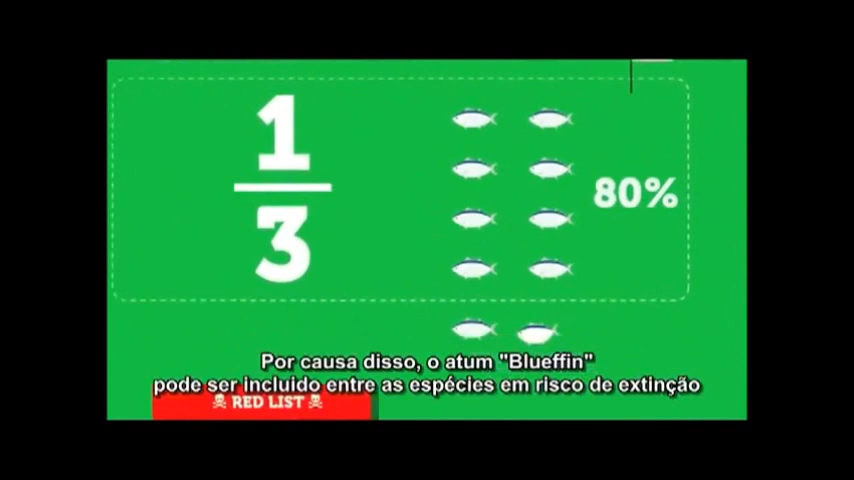 1
3
80%
Por causa disso, o atum "Blueffin"
pode ser incluido entre as espécies em risco de extinção
RED LIST